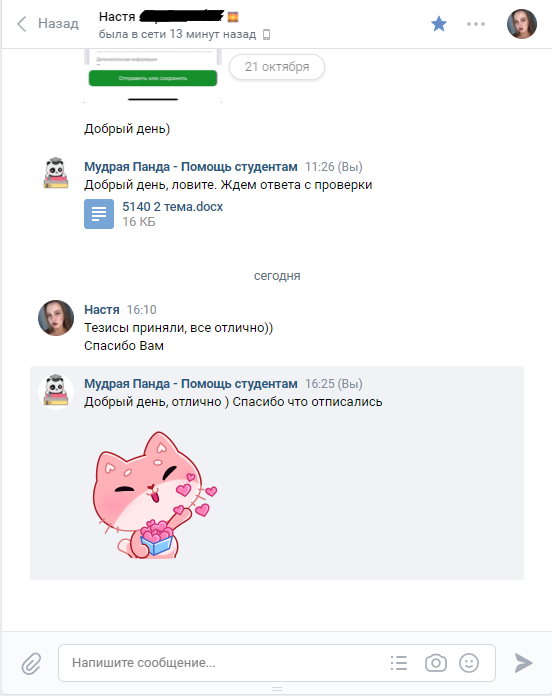 Назад
Настя
была в сети 13 минут назад
Дополнительная информация
Отправить или сохранить
21 октября
Добрый день)
Мудрая Панда - Помощь студентам 11:26 (Вы)
Добрый день, ловите. Ждем ответа с проверки
5140 2 тема.docx
16 КБ
сегодня
Настя 16:10
Тезисы приняли, все отлично))
Спасибо Вам
Мудрая Панда - Помощь студентам 16:25 (Вы)
Добрый день, отлично ) Спасибо что отписались
Напишите сообщение...